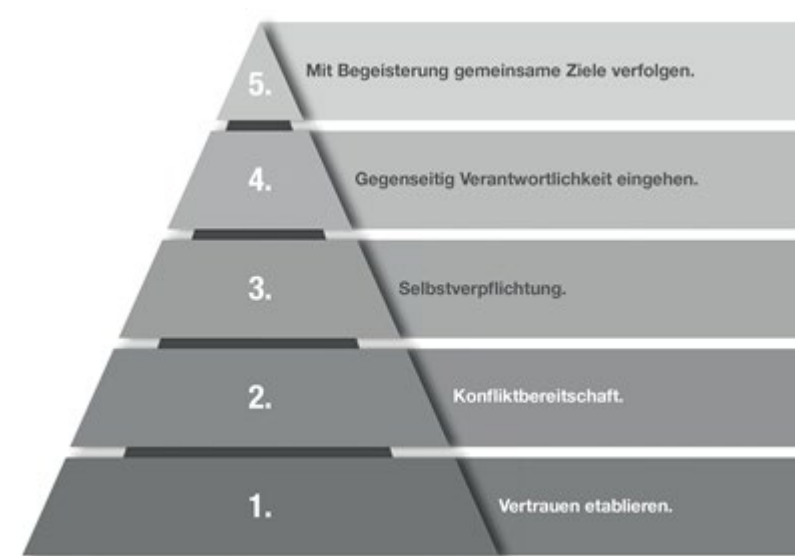 5. Mit Begeisterung gemeinsame Ziele verfolgen.
4. Gegenseitig Verantwortlichkeit eingehen.
3. Selbstverpflichtung.
2. Konfliktbereitschaft.
1. Vertrauen etablieren.